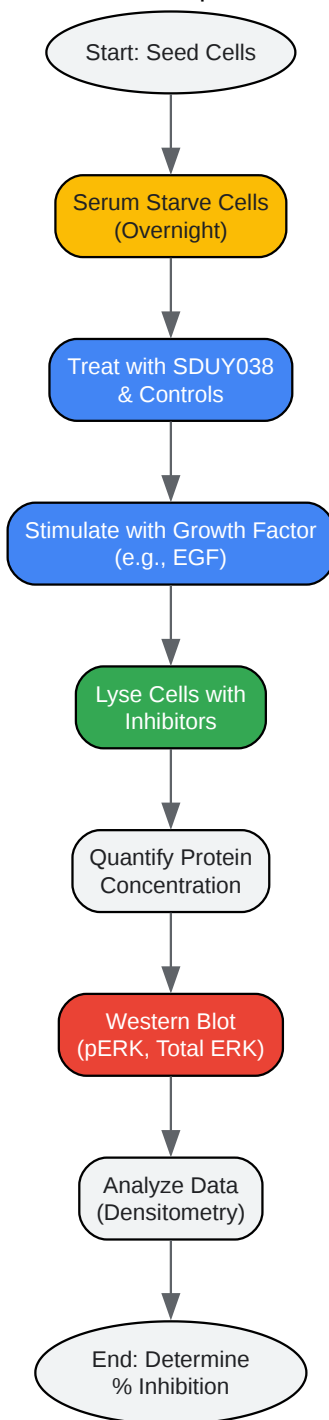 Start: Seed Cells
Serum Starve Cells
(Overnight)
Treat with SDUY038
& Controls
Stimulate with Growth Factor
(e.g., EGF)
Lyse Cells with
Inhibitors
Quantify Protein
Concentration
Western Blot
(pERK, Total ERK)
Analyze Data
(Densitometry)
End: Determine
% Inhibition